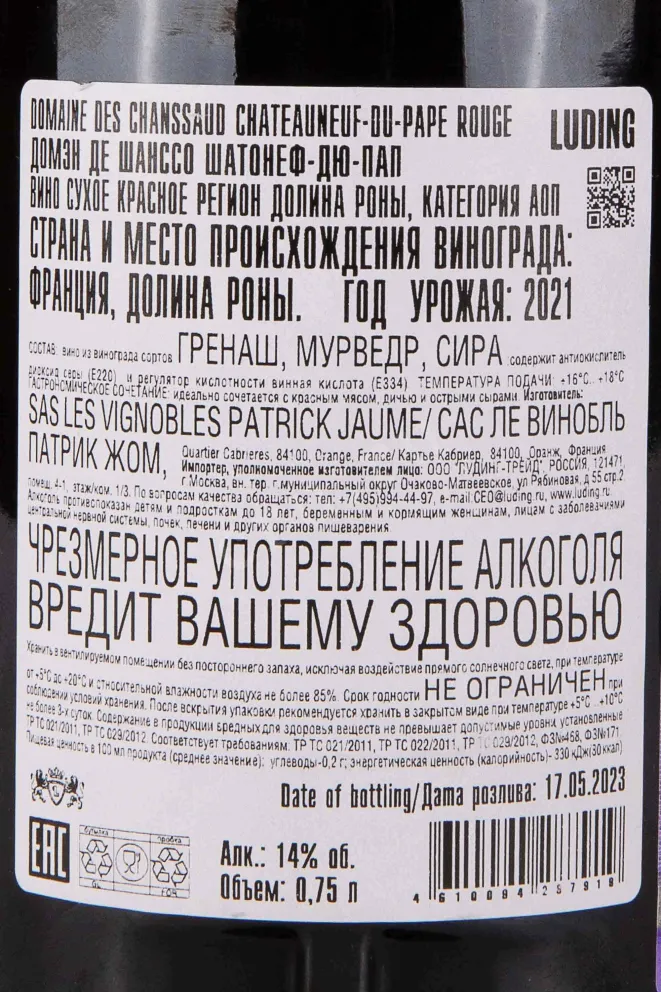 DOMAINE DES CHANSSAUD CHATEAUNEUF-DU-PAPE ROUGE
LUDING
ДОМЭН ДЕ ШАНССО ШАТОНЕФ-ДЮ-ПАП
ВИНО СУХОЕ КРАСНОЕ РЕГИОН ДОЛИНА РОНЫ, КАТЕГОРИЯ АОП
СТРАНА И МЕСТО ПРОИСХОЖДЕНИЯ ВИНОГРАДА:
ФРАНЦИЯ, ДОЛИНА РОНЫ. ГОД УРОЖАЯ: 2021
СОСТАВ: вино из винограда сортов ГРЕНАШ, МУРВЕДР, СИРА содержит антиокислитель
диоксид серы (Е220) и регулятор кислотности винная кислота (Е334) ТЕМПЕРАТУРА ПОДАЧИ: +16°С...+18°С
ГАСТРОНОМИЧЕСКОЕ СОЧЕТАНИЕ: идеально сочетается с красным мясом, дичью и острыми сырами. Изготовитель:
SAS LES VIGNOBLES PATRICK JAUME/ САС ЛЕ ВИНОБЛЬ
ПАТРИК ЖОМ, Quartier Cabrieres, 84100, Orange, France/ Картье Кабриер, 84100, Оранж, Франция
Импортер, уполномоченное изготовителем лицо: ООО "ЛУДИНГ-ТРЕЙД", РОССИЯ, 121471,
г.Москва, вн. тер. г.муниципальный округ Очаково-Матвеевское, ул Рябиновая, д 55 стр.2,
помещ. 4-1, этаж/ком. 1/3. По вопросам качества обращаться: тел: +7(495)994-44-97, e-mail:CEO@luding.ru, www.luding.ru.
Алкоголь противопоказан детям и подросткам до 18 лет, беременным и кормящим женщинам, лицам с заболеваниями
центральной нервной системы, почек, печени и других органов пищеварения.
ЧРЕЗМЕРНОЕ УПОТРЕБЛЕНИЕ АЛКОГОЛЯ
ВРЕДИТ ВАШЕМУ ЗДОРОВЬЮ
Хранить в вентилируемом помещении без постороннего запаха, исключая воздействие прямого солнечного света, при температуре
от +5°С до +20°С и относительной влажности воздуха не более 85%. Срок годности НЕ ОГРАНИЧЕН при
соблюдении условий хранения. После вскрытия упаковки рекомендуется хранить в закрытом виде при температуре +5°С...+10°С
не более 3-х суток. Содержание в продукции вредных для здоровья веществ не превышает допустимые уровни, установленные
ТР ТС 021/2011, ТР ТС 029/2012. Соответствует требованиям: ТР ТС 021/2011, ТР ТС 022/2011, ТР ТС 029/2012, ФЗ№468, ФЗ№171.
Пищевая ценность в 100 мл продукта (среднее значение): углеводы-0,2 г; энергетическая ценность (калорийность)- 330 кДж(80ккал)
Date of bottling/Дата розлива: 17.05.2023
EAC
бутылка
пробка
GL
FOR
Алк.: 14% об.
Объем: 0,75 л
4 610094 257918